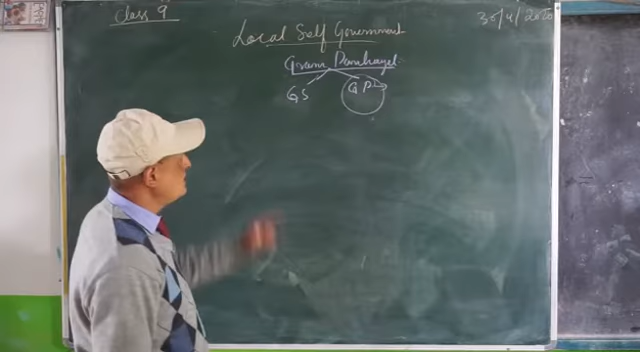 Class 9
30/4/2020
Local Self Government
Gram Panchayat
GS GP